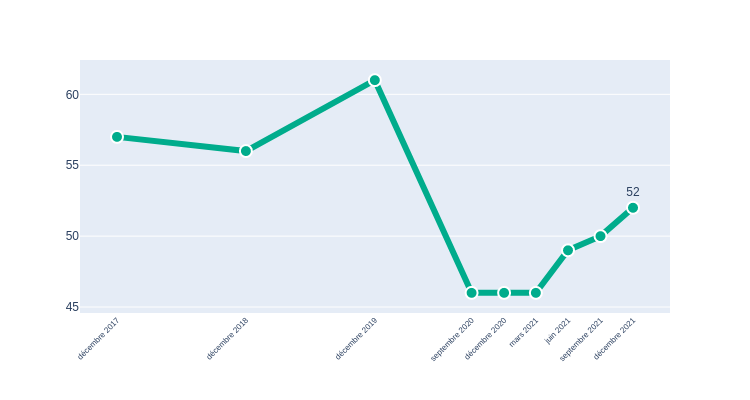 60
55
50
45
52
décembre 2017
décembre 2018
décembre 2019
septembre 2020
décembre 2020
mars 2021
juin 2021
septembre 2021
décembre 2021